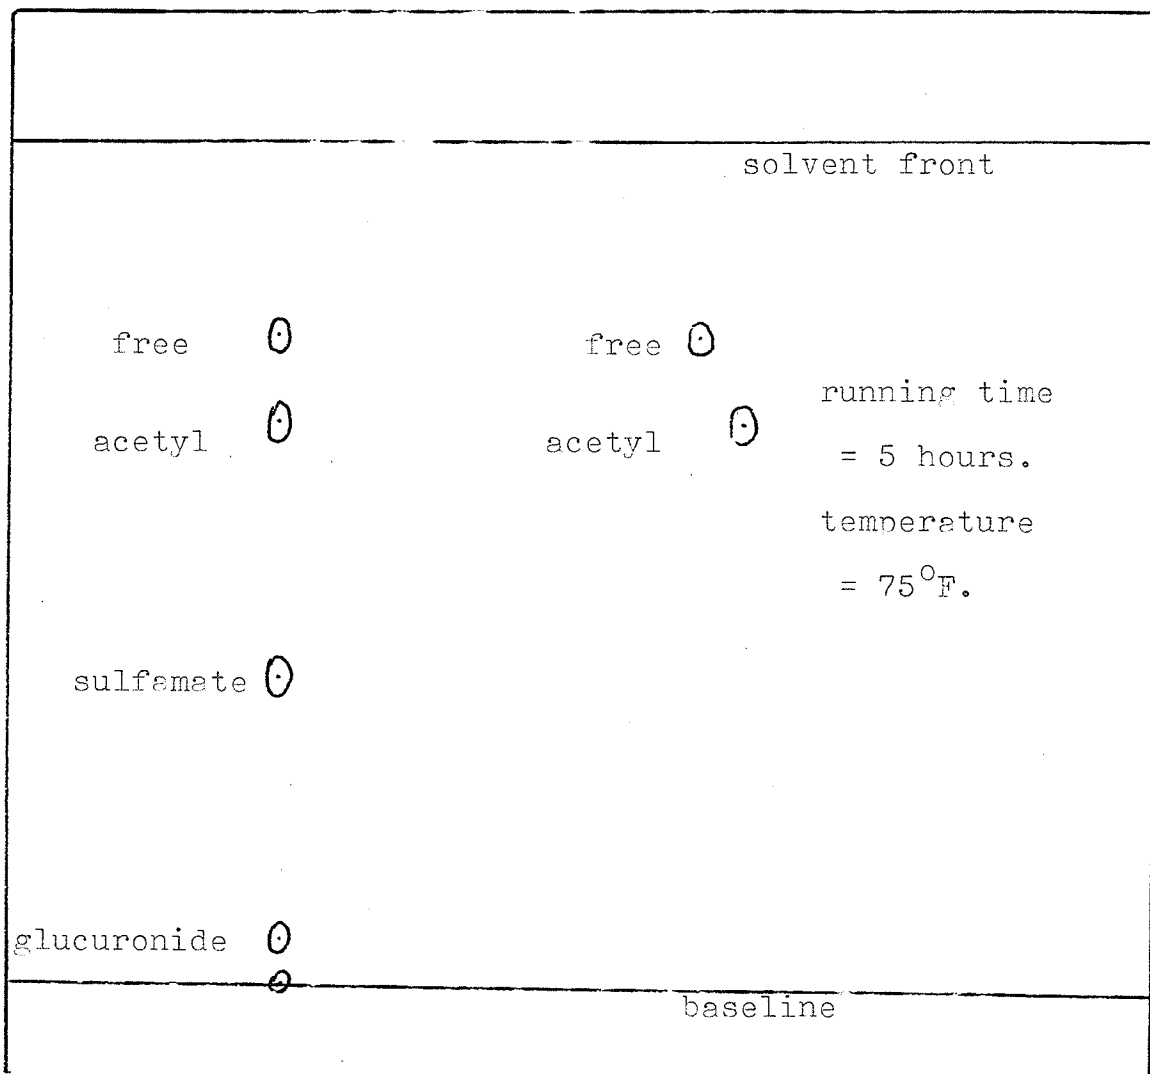 solvent front
free free
running time
acetyl acetyl
= 5 hours.
temperature
= 75°F.
sulfamate
glucuronide
baseline